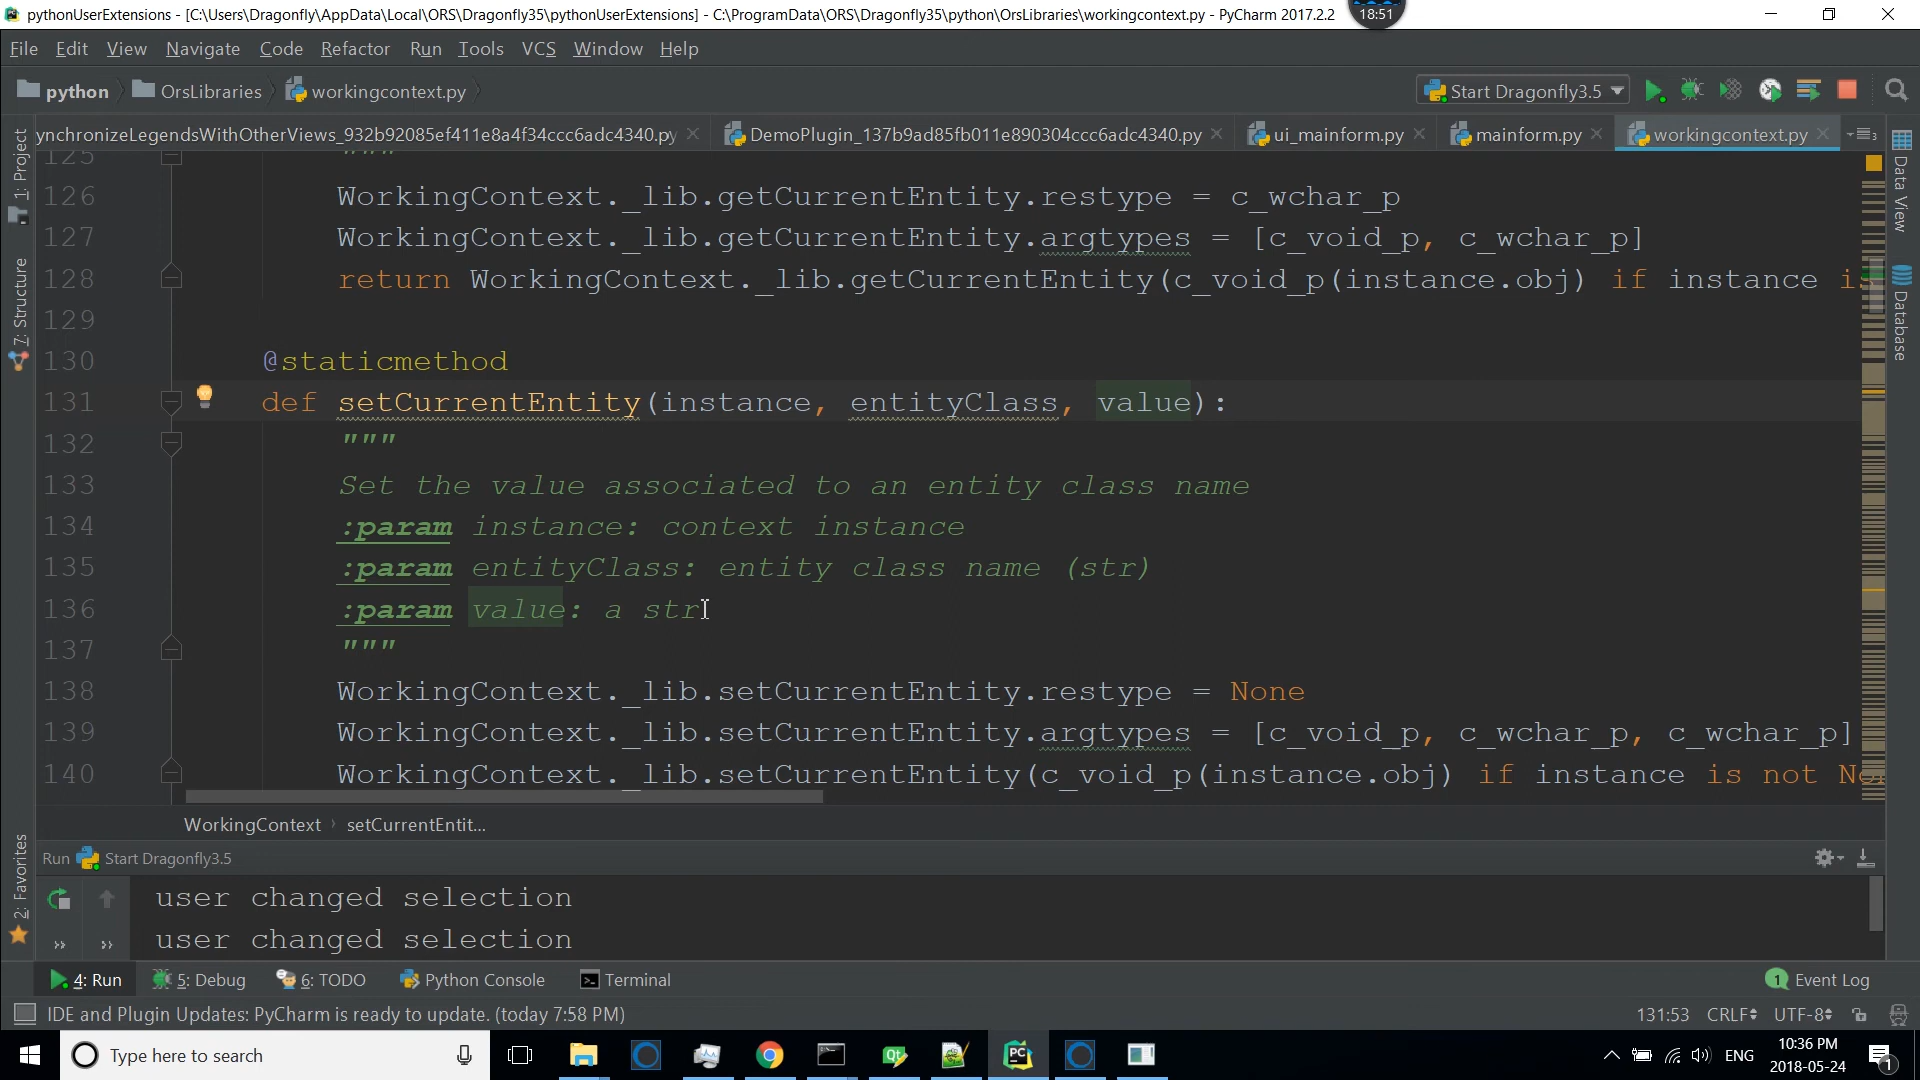 pythonUserExtensions - [C:\Users\Dragonfly\AppData\Local\ORS\Dragonfly35\pythonUserExtensions] - C:\ProgramData\ORS\Dragonfly35\python\OrsLibraries\workingcontext.py - PyCharm 2017.2.2
18:51
File Edit View Navigate Code Refactor Run Tools VCS Window Help
python OrsLibraries workingcontext.py
Start Dragonfly3.5
ynchronizeLegendsWithOtherViews_932b92085ef411e8a4f34ccc6adc4340.py DemoPlugin_137b9ad85fb011e890304ccc6adc4340.py ui_mainform.py mainform.py workingcontext.py
1: Project
7: Structure
2: Favorites
Data View
Database
125 """
126 WorkingContext._lib.getCurrentEntity.restype = c_wchar_p
127 WorkingContext._lib.getCurrentEntity.argtypes = [c_void_p, c_wchar_p]
128 return WorkingContext._lib.getCurrentEntity(c_void_p(instance.obj) if instance is
129
130 @staticmethod
131 def setCurrentEntity(instance, entityClass, value):
132 """
133 Set the value associated to an entity class name
134 :param instance: context instance
135 :param entityClass: entity class name (str)
136 :param value: a str
137 """
138 WorkingContext._lib.setCurrentEntity.restype = None
139 WorkingContext._lib.setCurrentEntity.argtypes = [c_void_p, c_wchar_p, c_wchar_p]
140 WorkingContext._lib.setCurrentEntity(c_void_p(instance.obj) if instance is not No
WorkingContext › setCurrentEntit...
Run Start Dragonfly3.5
user changed selection
user changed selection
4: Run 5: Debug 6: TODO Python Console Terminal
1 Event Log
IDE and Plugin Updates: PyCharm is ready to update. (today 7:58 PM)
131:53 CRLF UTF-8
Type here to search
ENG
10:36 PM
2018-05-24
1